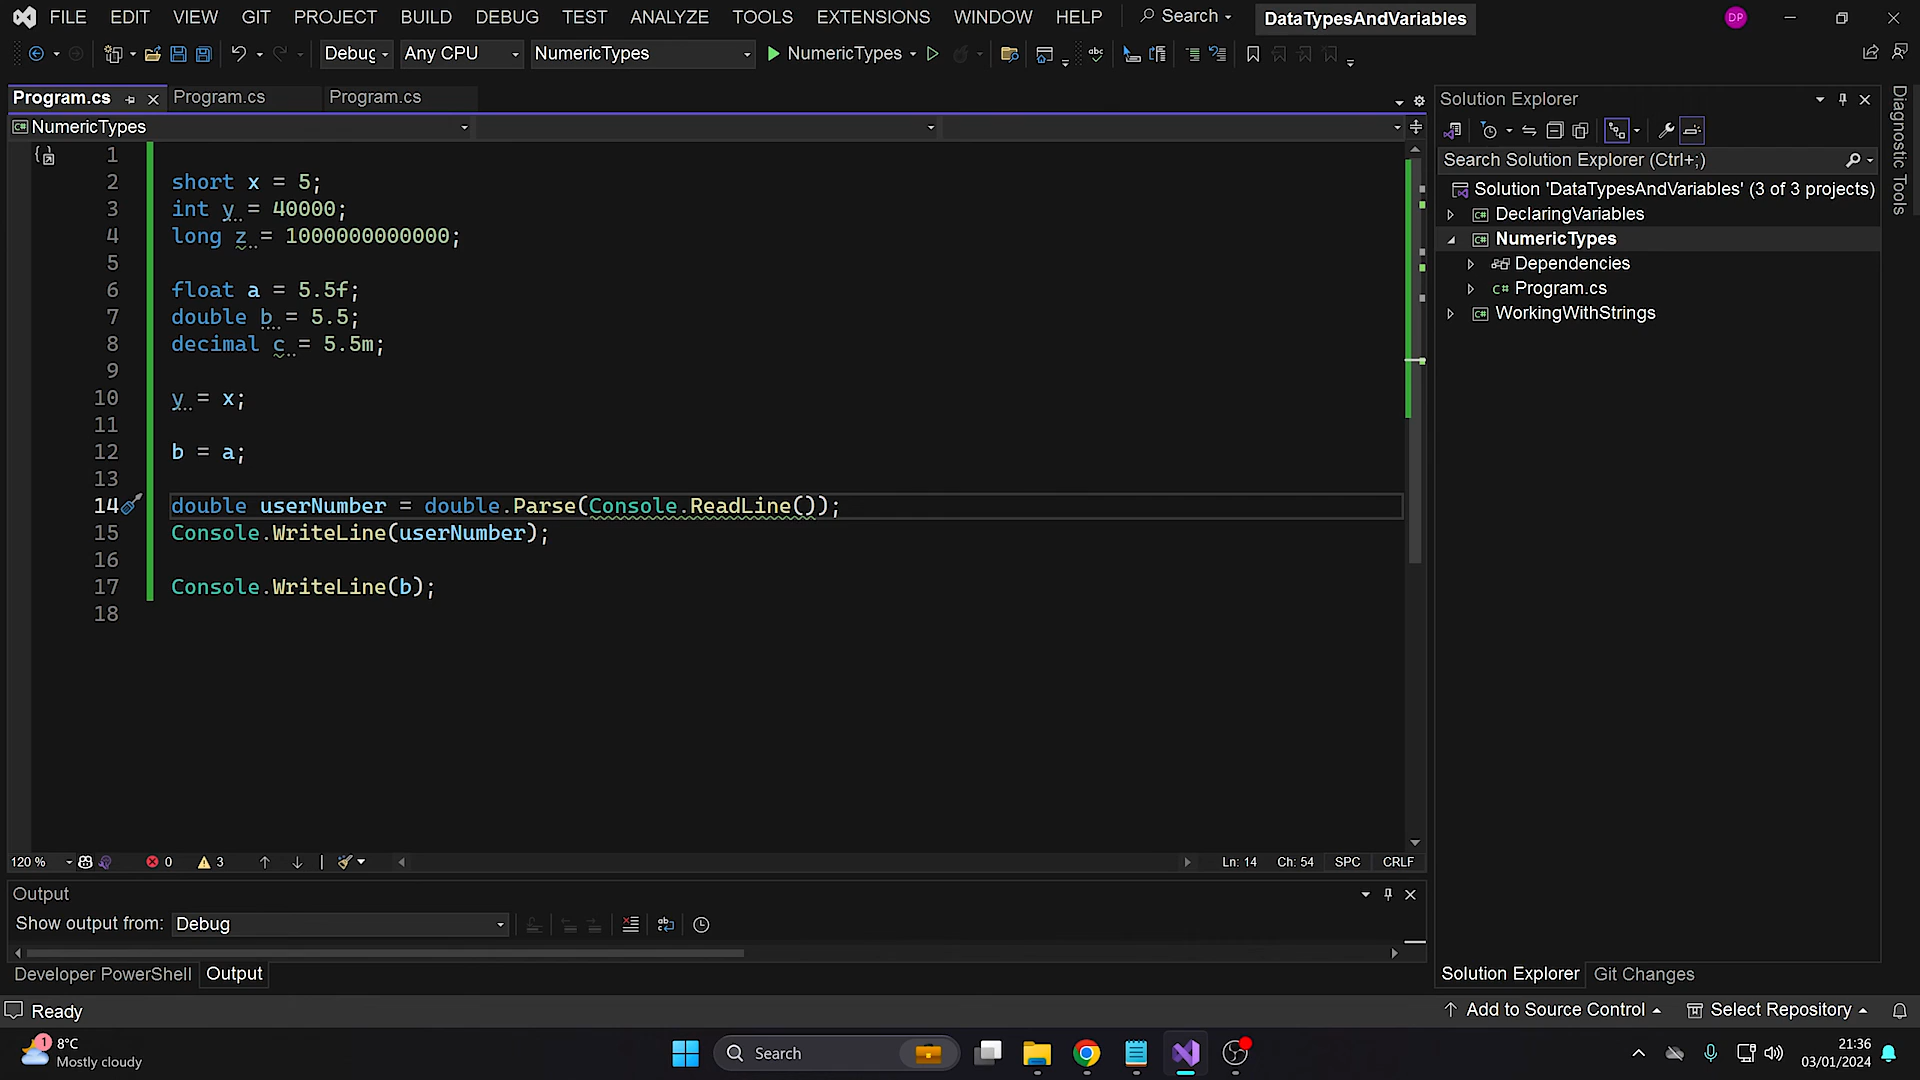 FILE EDIT VIEW GIT PROJECT BUILD DEBUG TEST ANALYZE TOOLS EXTENSIONS WINDOW HELP Search DataTypesAndVariables DP
Debug Any CPU NumericTypes NumericTypes
Program.cs Program.cs Program.cs
NumericTypes
1
2 short x = 5;
3 int y = 40000;
4 long z = 1000000000000;
5
6 float a = 5.5f;
7 double b = 5.5;
8 decimal c = 5.5m;
9
10 y = x;
11
12 b = a;
13
14 double userNumber = double.Parse(Console.ReadLine());
15 Console.WriteLine(userNumber);
16
17 Console.WriteLine(b);
18
120 % 0 3 Ln: 14 Ch: 54 SPC CRLF
Output
Show output from: Debug
Developer PowerShell Output
Solution Explorer
Search Solution Explorer (Ctrl+;)
Solution 'DataTypesAndVariables' (3 of 3 projects)
DeclaringVariables
NumericTypes
Dependencies
C# Program.cs
WorkingWithStrings
Solution Explorer Git Changes
Diagnostic Tools
Ready Add to Source Control Select Repository
1 8°C
Mostly cloudy
Search
21:36
03/01/2024